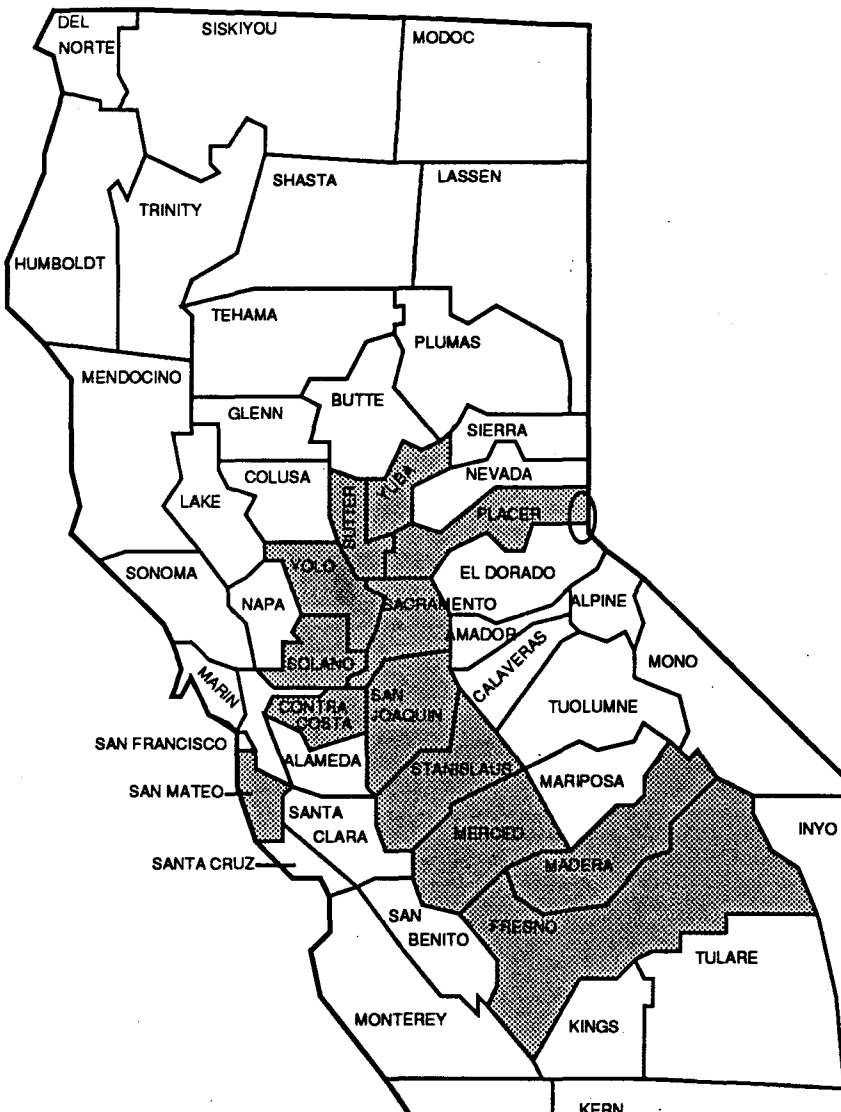 DEL
NORTE
SISKIYOU
MODOC
SHASTA
LASSEN
TRINITY
HUMBOLDT
TEHAMA
PLUMAS
MENDOCINO
BUTTE
GLENN
SIERRA
COLUSA
NEVADA
YUBA
LAKE
SUTTER
PLACER
YOLO
SONOMA
EL DORADO
NAPA
SACRAMENTO
ALPINE
AMADOR
SOLANO
CALAVERAS
MONO
MARIN
CONTRA
COSTA
SAN
JOAQUIN
TUOLUMNE
SAN FRANCISCO
ALAMEDA
STANISLAUS
MARIPOSA
SAN MATEO
SANTA
CLARA
MERCED
INYO
SANTA CRUZ
MADERA
SAN
BENITO
FRESNO
TULARE
MONTEREY
KINGS
KERN